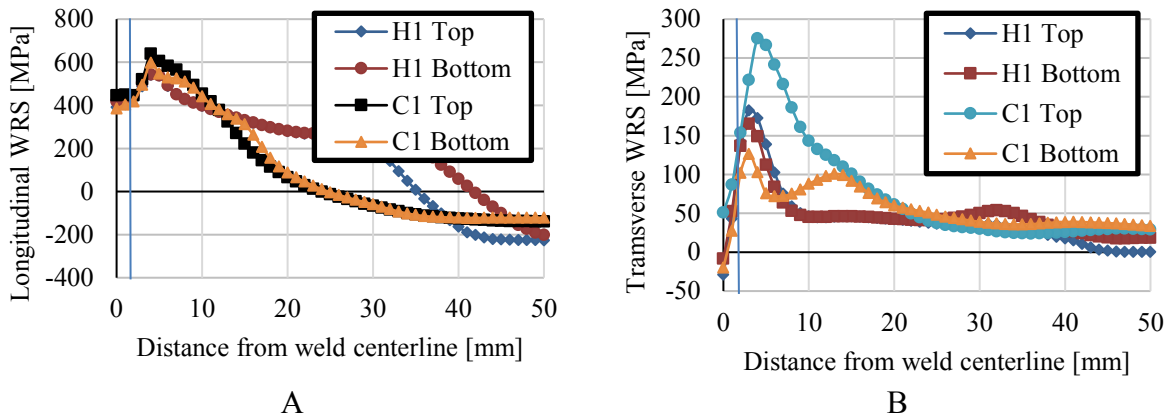 Longitudinal WRS [MPa]
800
600
400
200
0
-200
-400
0 10 20 30 40 50
Distance from weld centerline [mm]
H1 Top
H1 Bottom
C1 Top
C1 Bottom
A
Tramsverse WRS [MPa]
300
250
200
150
100
50
0
-50
0 10 20 30 40 50
Distance from weld centerline [mm]
H1 Top
H1 Bottom
C1 Top
C1 Bottom
B